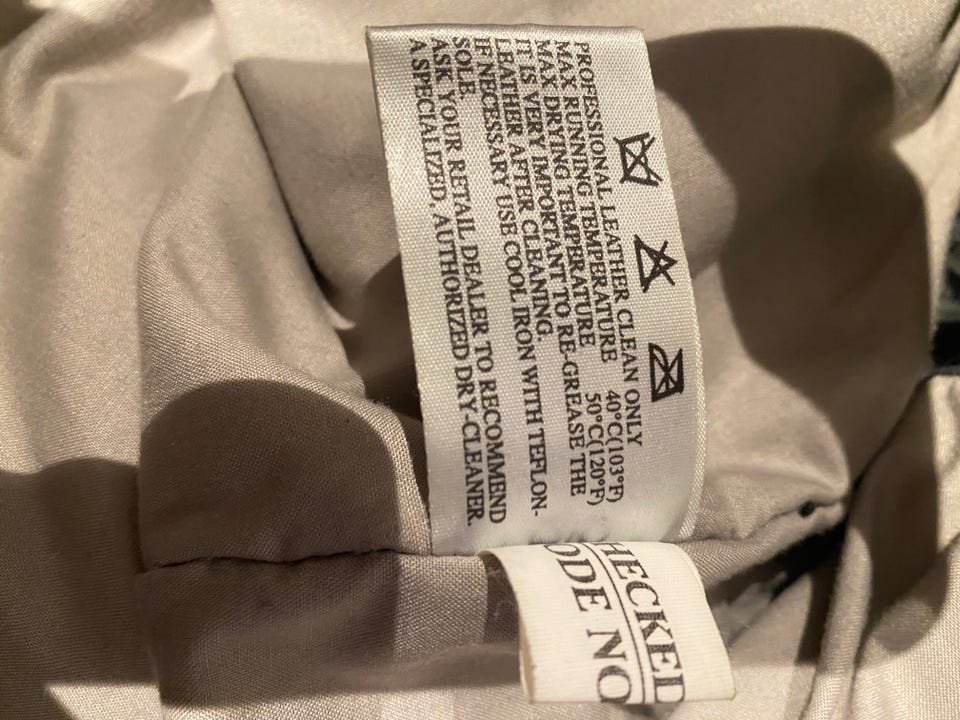 PROFESSIONAL LEATHER CLEAN ONLY
MAX RUNNING TEMPERATURE 40°C(103°F)
MAX DRYING TEMPERATURE 50°C(120°F)
IT IS VERY IMPORTANT TO RE-GREASE THE
LEATHER AFTER CLEANING.
IF NECESSARY USE COOL IRON WITH TEFLON-
SOLE.
ASK YOUR RETAIL DEALER TO RECOMMEND
A SPECIALIZED, AUTHORIZED DRY-CLEANER.
HECKED
ODE NO